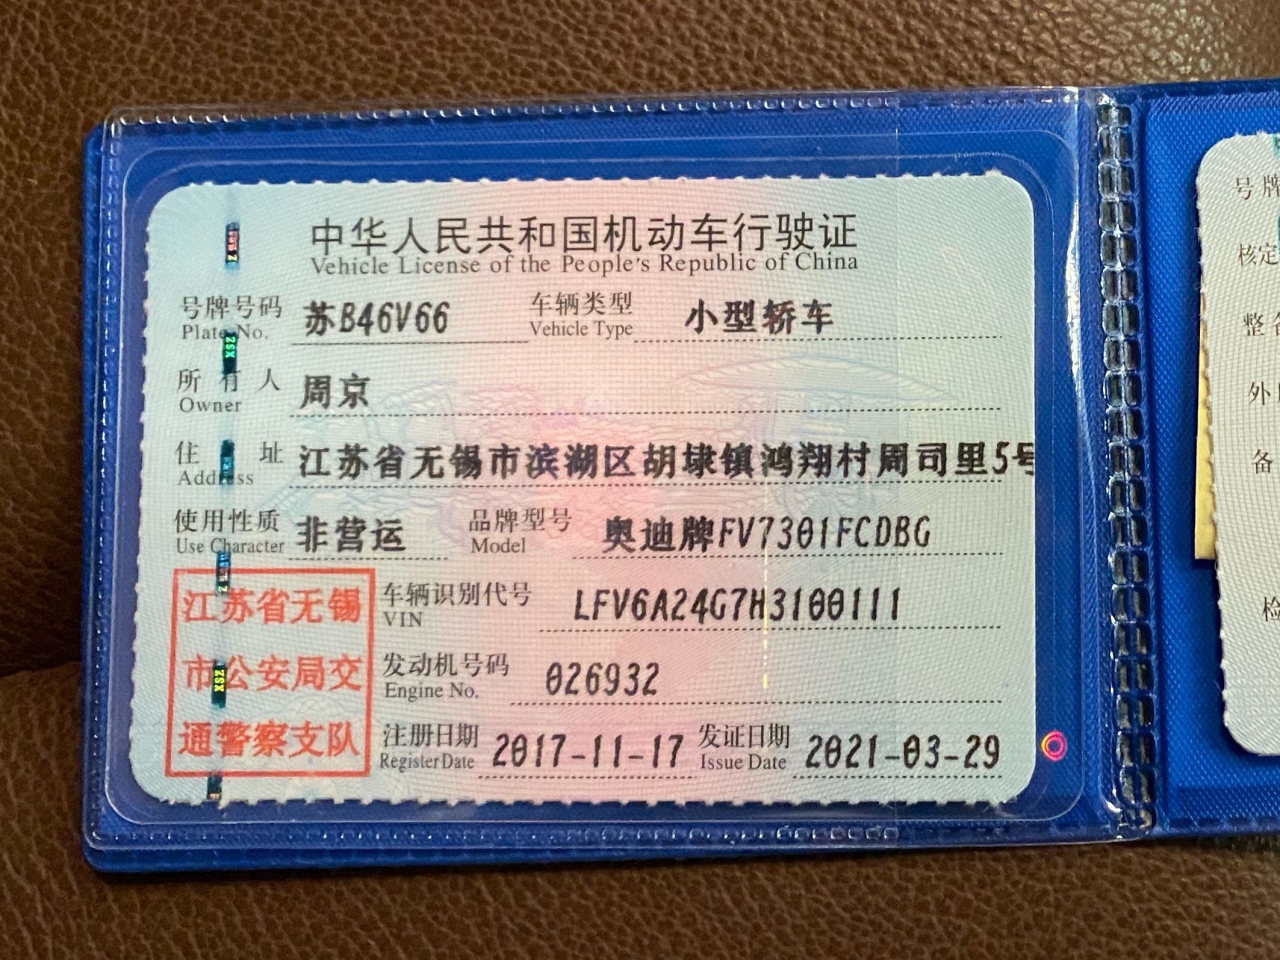 中华人民共和国机动车行驶证
Vehicle License of the People's Republic of China
号牌号码 苏B46V66 车辆类型 小型轿车
Plate No. Vehicle Type
所有人 周京
Owner
住址 江苏省无锡市滨湖区胡埭镇鸿翔村周司里5号
Address
使用性质 非营运 品牌型号 奥迪牌FV7301FCDBG
Use Character Model
江苏省无锡
市公安局交
通警察支队
车辆识别代号 LFV6A24G7H3100111
VIN
发动机号码 026932
Engine No.
注册日期 2017-11-17 发证日期 2021-03-29
Register Date Issue Date
XSZ
XSZ
号牌
核定
整
外
备
检